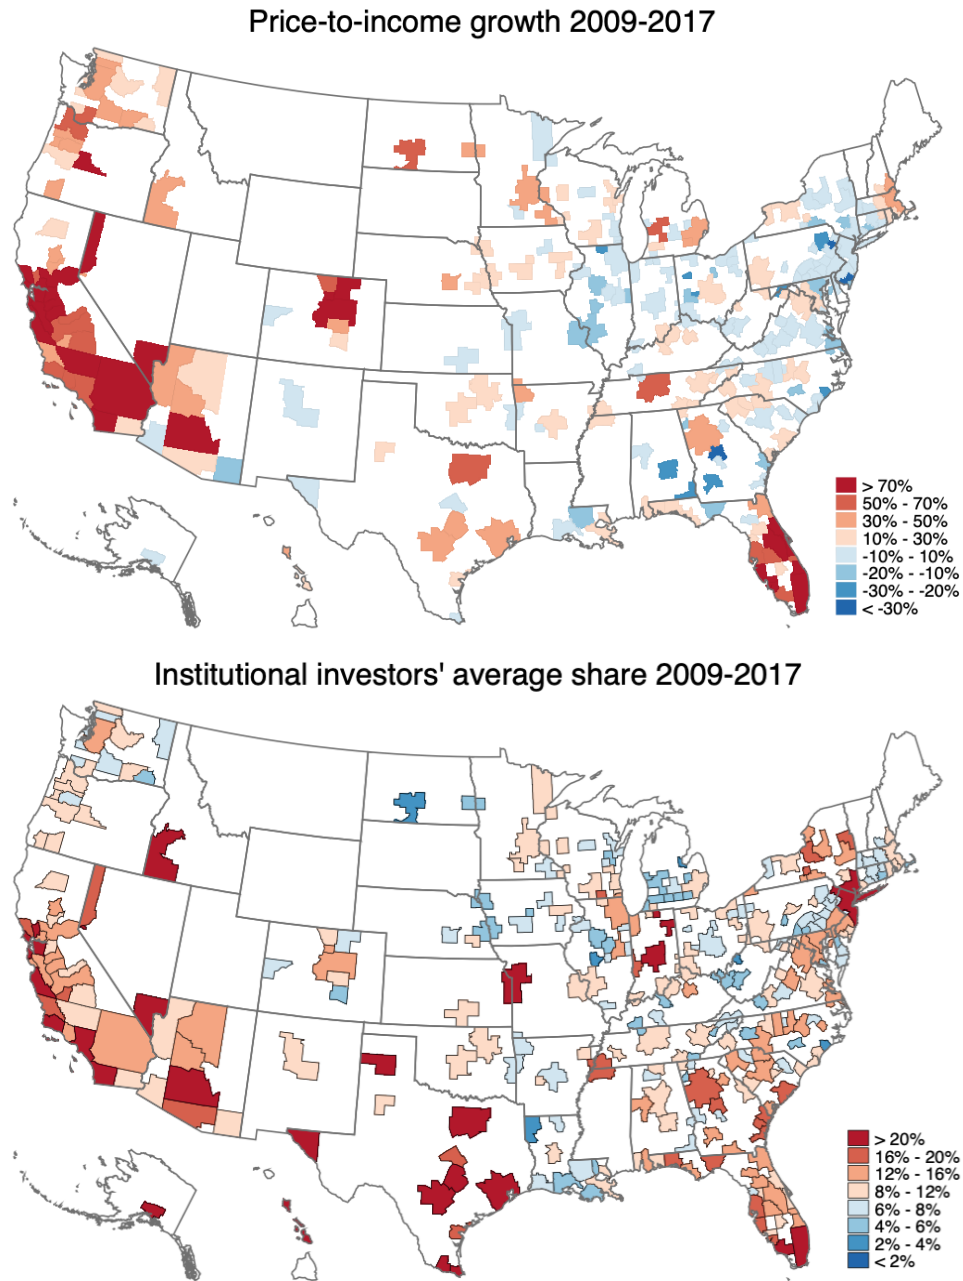 Price-to-income growth 2009-2017
> 70%
50% - 70%
30% - 50%
10% - 30%
-10% - 10%
-20% - -10%
-30% - -20%
< -30%
Institutional investors' average share 2009-2017
> 20%
16% - 20%
12% - 16%
8% - 12%
6% - 8%
4% - 6%
2% - 4%
< 2%